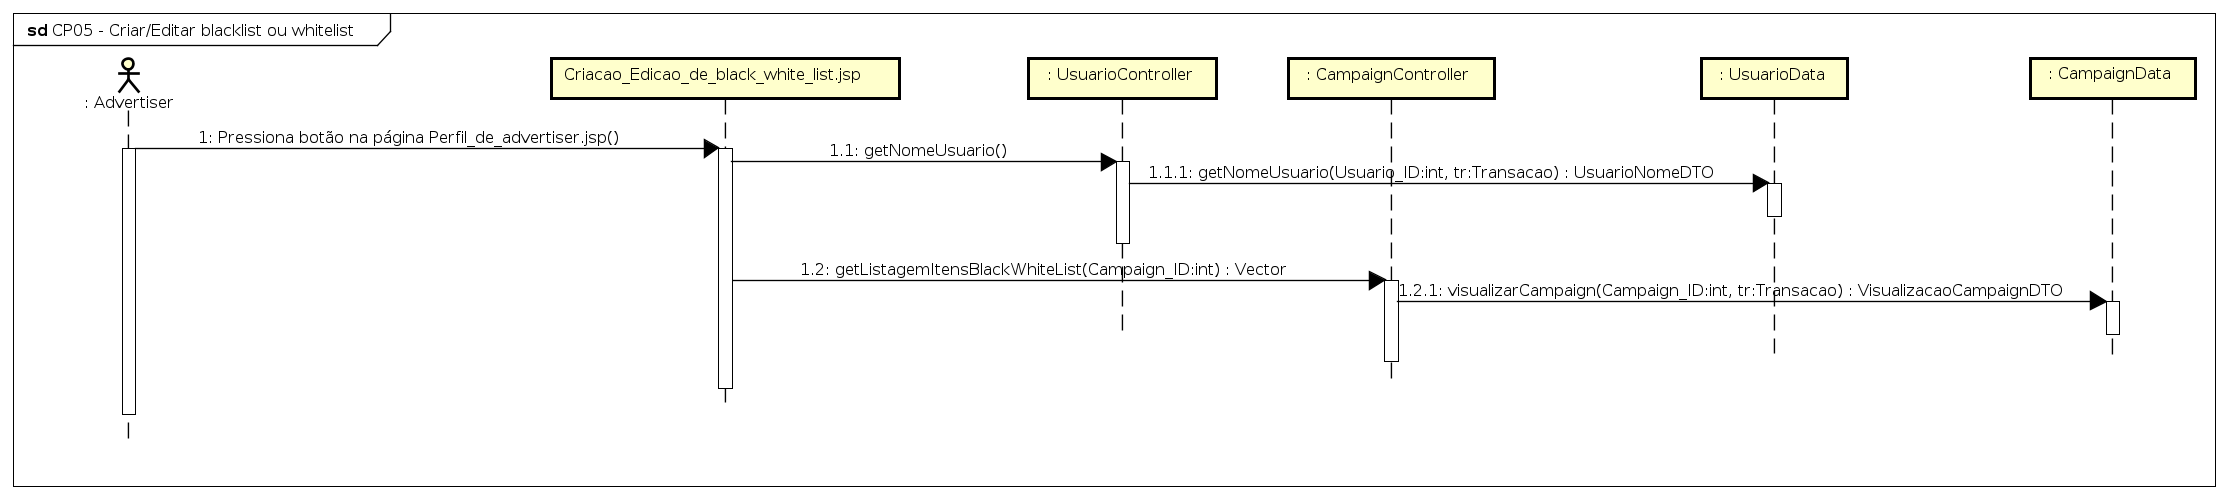 sd CP05 - Criar/Editar blacklist ou whitelist
: Advertiser
Criacao_Edicao_de_black_white_list.jsp
: UsuarioController
: CampaignController
: UsuarioData
: CampaignData
1: Pressiona botão na página Perfil_de_advertiser.jsp()
1.1: getNomeUsuario()
1.1.1: getNomeUsuario(Usuario_ID:int, tr:Transacao) : UsuarioNomeDTO
1.2: getListagemItensBlackWhiteList(Campaign_ID:int) : Vector
1.2.1: visualizarCampaign(Campaign_ID:int, tr:Transacao) : VisualizacaoCampaignDTO